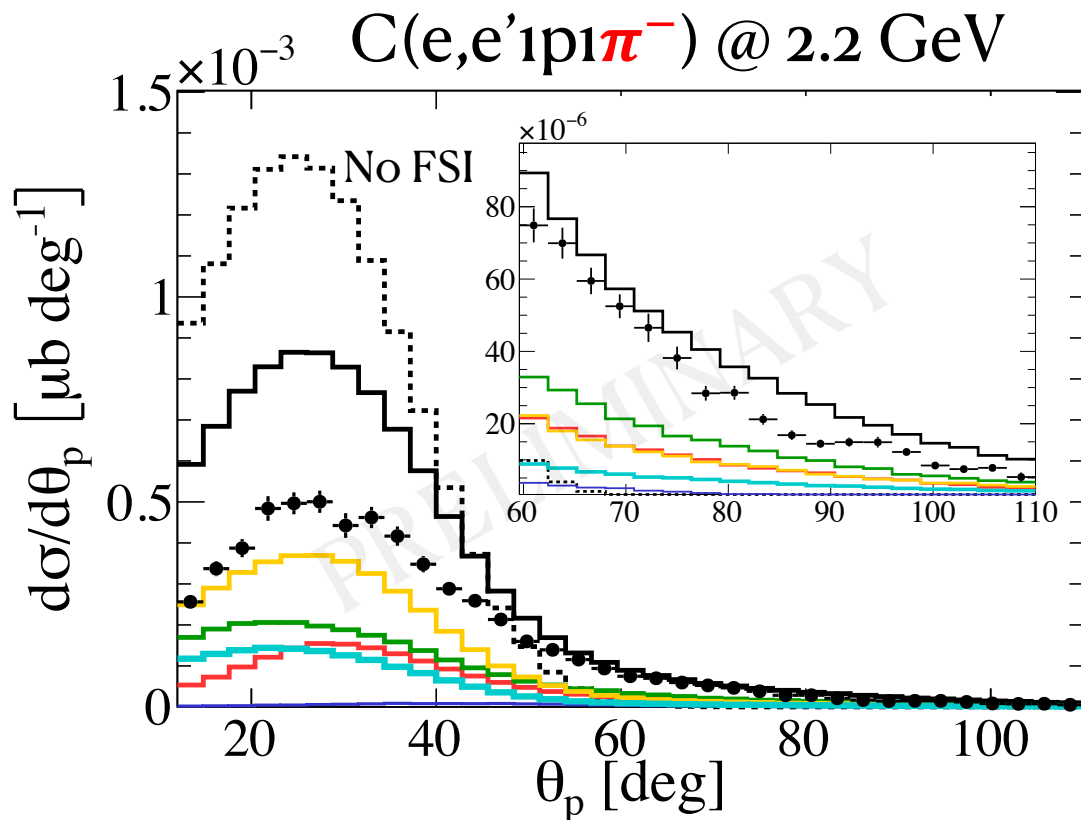 C(e,e'1p1π⁻) @ 2.2 GeV
×10⁻³
1.5
1
0.5
0
dσ/dθp [μb deg⁻¹]
No FSI
×10⁻⁶
80
60
40
20
60 70 80 90 100 110
PRELIMINARY
20 40 60 80 100
θp [deg]